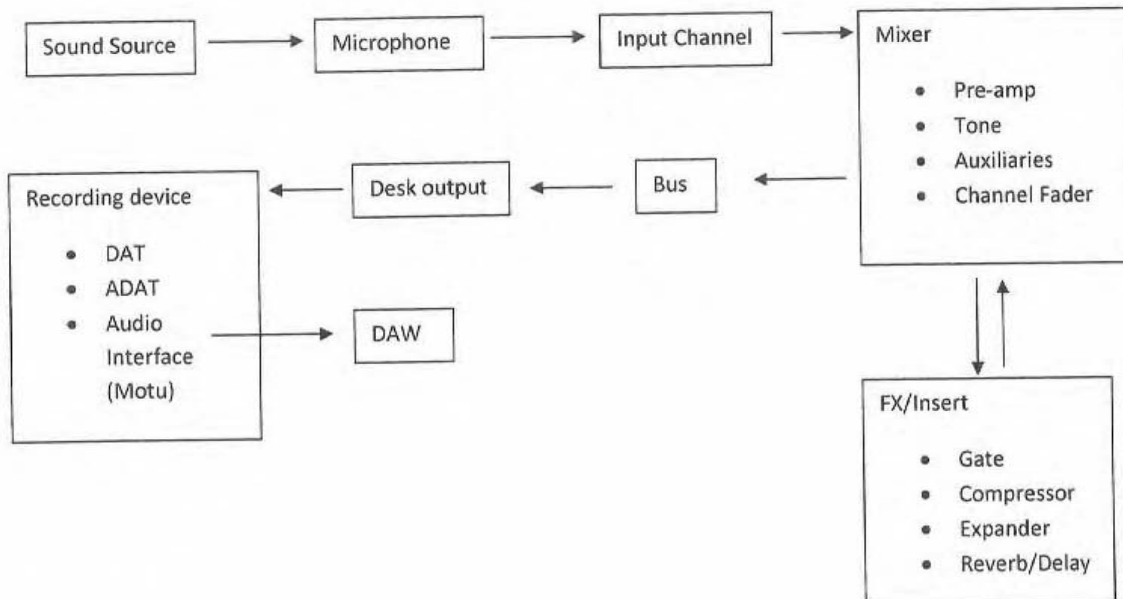 Sound Source
Microphone
Input Channel
Mixer
• Pre-amp
• Tone
• Auxiliaries
• Channel Fader
Bus
Desk output
Recording device
• DAT
• ADAT
• Audio
Interface
(Motu)
DAW
FX/Insert
• Gate
• Compressor
• Expander
• Reverb/Delay